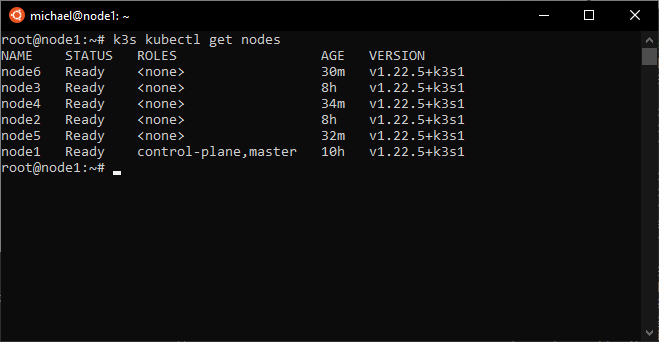 michael@node1: ~
root@node1:~# k3s kubectl get nodes
NAME    STATUS   ROLES                  AGE   VERSION
node6   Ready    <none>                 30m   v1.22.5+k3s1
node3   Ready    <none>                 8h    v1.22.5+k3s1
node4   Ready    <none>                 34m   v1.22.5+k3s1
node2   Ready    <none>                 8h    v1.22.5+k3s1
node5   Ready    <none>                 32m   v1.22.5+k3s1
node1   Ready    control-plane,master   10h   v1.22.5+k3s1
root@node1:~#